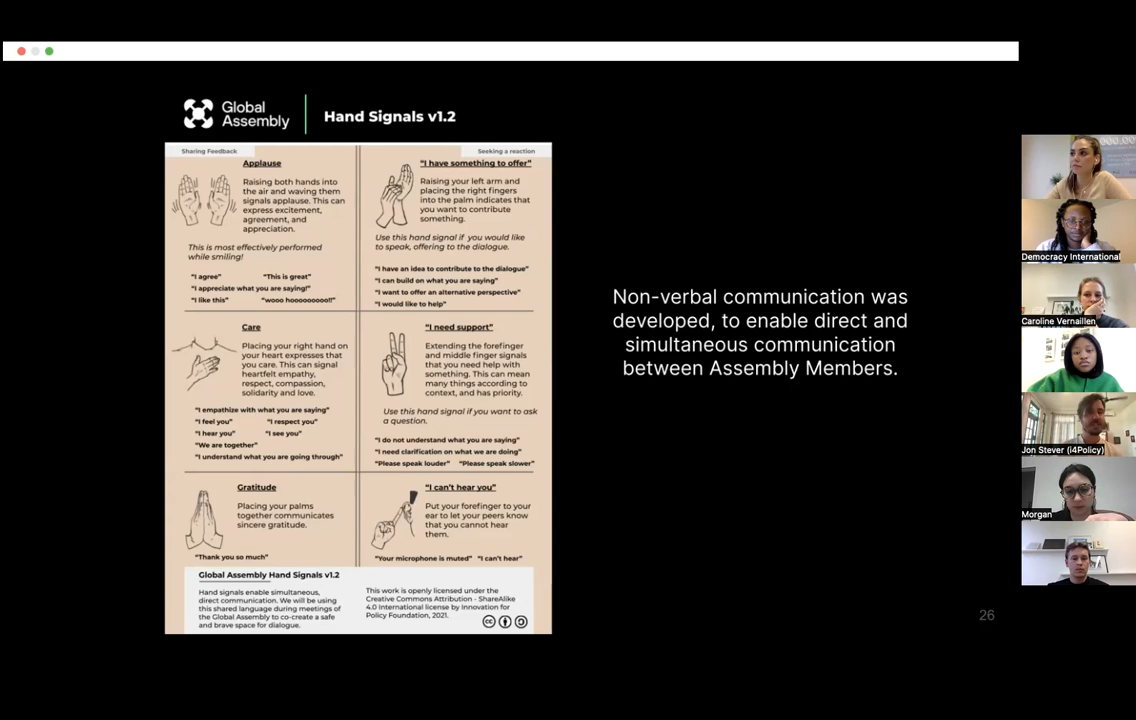 Global
Assembly
Hand Signals v1.2
Sharing Feedback
Applause
Raising both hands into
the air and waving them
signals applause. This can
express excitement,
agreement, and
appreciation.
This is most effectively performed
while smiling!
"I agree" "This is great"
"I appreciate what you are saying!"
"I like this" "wooo hooooooooo!!"
Care
Placing your right hand on
your heart expresses that
you care. This can signal
heartfelt empathy,
respect, compassion,
solidarity and love.
"I empathize with what you are saying"
"I feel you" "I respect you"
"I hear you" "I see you"
"We are together"
"I understand what you are going through"
Gratitude
Placing your palms
together communicates
sincere gratitude.
"Thank you so much"
Seeking a reaction
"I have something to offer"
Raising your left arm and
placing the right fingers
into the palm indicates that
you want to contribute
something.
Use this hand signal if you would like
to speak, offering to the dialogue.
"I have an idea to contribute to the dialogue"
"I can build on what you are saying"
"I want to offer an alternative perspective"
"I would like to help"
"I need support"
Extending the forefinger
and middle finger signals
that you need help with
something. This can mean
many things according to
context, and has priority.
Use this hand signal if you want to ask
a question.
"I do not understand what you are saying"
"I need clarification on what we are doing"
"Please speak louder" "Please speak slower"
"I can't hear you"
Put your forefinger to your
ear to let your peers know
that you cannot hear
them.
"Your microphone is muted" "I can't hear"
Global Assembly Hand Signals v1.2
Hand signals enable simultaneous,
direct communication. We will be using
this shared language during meetings of
the Global Assembly to co-create a safe
and brave space for dialogue.
This work is openly licensed under the
Creative Commons Attribution - ShareAlike
4.0 International license by Innovation for
Policy Foundation, 2021.
cc
Non-verbal communication was
developed, to enable direct and
simultaneous communication
between Assembly Members.
26
Democracy International
Caroline Vernaillen
Jon Stever (i4Policy)
Morgan